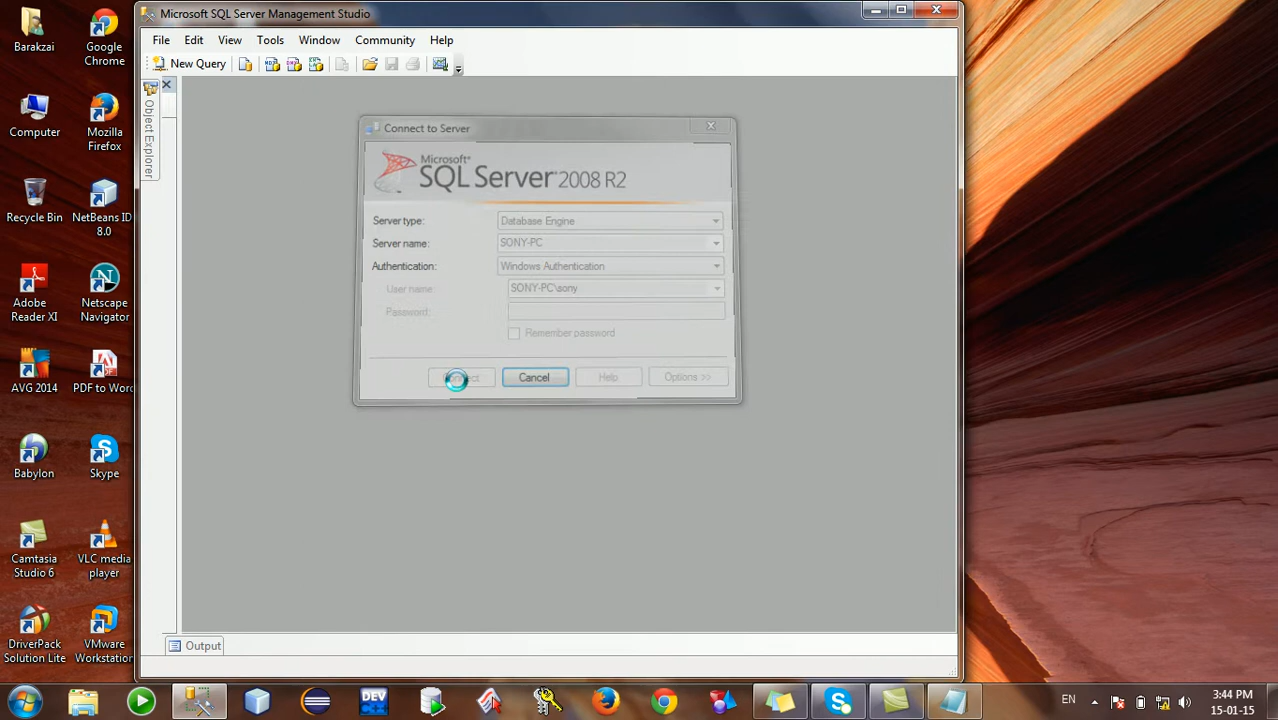 Microsoft SQL Server Management Studio
File Edit View Tools Window Community Help
New Query
Object Explorer
Connect to Server
Microsoft®
SQL Server® 2008 R2
Server type: Database Engine
Server name: SONY-PC
Authentication: Windows Authentication
User name: SONY-PC\sony
Password:
Remember password
Cancel Help Options >>
Output
Barakzai
Google Chrome
Computer
Mozilla Firefox
Recycle Bin
NetBeans ID
8.0
Adobe Reader XI
Netscape Navigator
AVG 2014
PDF to Word
Babylon
Skype
Camtasia Studio 6
VLC media player
DriverPack Solution Lite
VMware Workstation
DEV
EN
3:44 PM
15-01-15